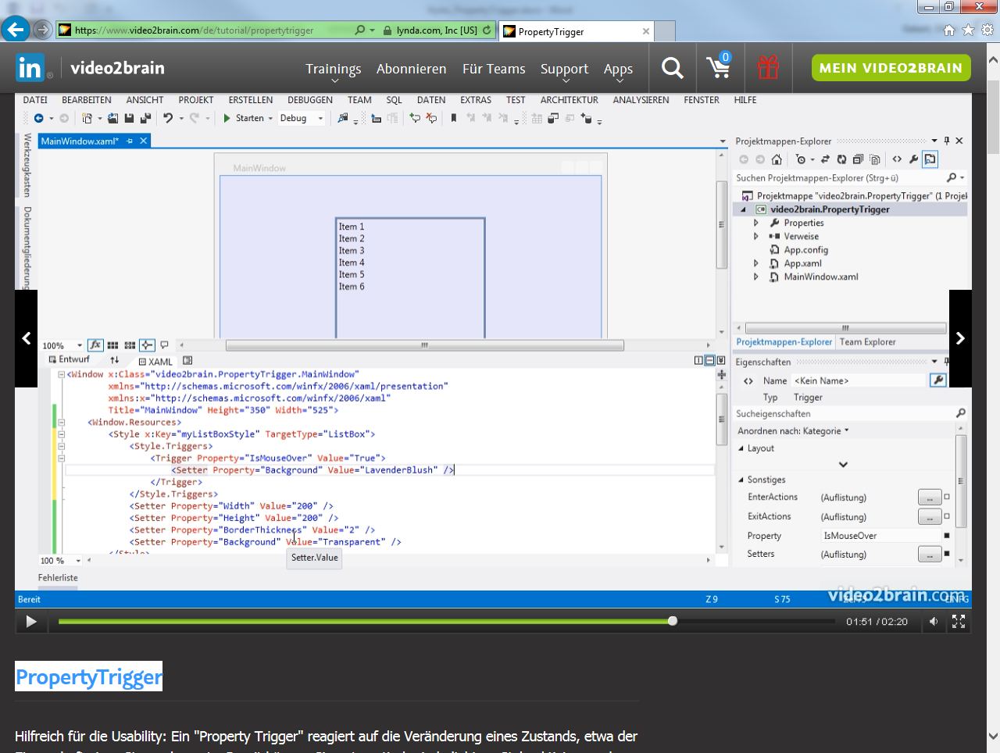 https://www.video2brain.com/de/tutorial/propertytrigger
lynda.com, Inc [US]
PropertyTrigger
in
video2brain
Trainings
Abonnieren
Für Teams
Support
Apps
0
MEIN VIDEO2BRAIN
DATEI BEARBEITEN ANSICHT PROJEKT ERSTELLEN DEBUGGEN TEAM SQL DATEN EXTRAS TEST ARCHITEKTUR ANALYSIEREN FENSTER HILFE
Starten Debug
Werkzeugkasten
Dokumentgliederung
MainWindow.xaml*
MainWindow
Item 1
Item 2
Item 3
Item 4
Item 5
Item 6
100%
Entwurf
XAML
<Window x:Class="video2brain.PropertyTrigger.MainWindow"
xmlns="http://schemas.microsoft.com/winfx/2006/xaml/presentation"
xmlns:x="http://schemas.microsoft.com/winfx/2006/xaml"
Title="MainWindow" Height="350" Width="525">
<Window.Resources>
<Style x:Key="myListBoxStyle" TargetType="ListBox">
<Style.Triggers>
<Trigger Property="IsMouseOver" Value="True">
<Setter Property="Background" Value="LavenderBlush" />
</Trigger>
</Style.Triggers>
<Setter Property="Width" Value="200" />
<Setter Property="Height" Value="200" />
<Setter Property="BorderThickness" Value="2" />
<Setter Property="Background" Value="Transparent" />
</Style>
Setter.Value
100 %
Fehlerliste
Bereit
Z 9
S 75
Projektmappen-Explorer
Suchen Projektmappen-Explorer (Strg+ü)
Projektmappe "video2brain.PropertyTrigger" (1 Projek
C# video2brain.PropertyTrigger
Properties
Verweise
App.config
App.xaml
MainWindow.xaml
Projektmappen-Explorer
Team Explorer
Eigenschaften
Name <Kein Name>
Typ Trigger
Sucheigenschaften
Anordnen nach: Kategorie
Layout
Sonstiges
EnterActions (Auflistung) ...
ExitActions (Auflistung) ...
Property IsMouseOver
Setters (Auflistung) ...
video2brain.com
01:51 / 02:20
PropertyTrigger
Hilfreich für die Usability: Ein "Property Trigger" reagiert auf die Veränderung eines Zustands, etwa der